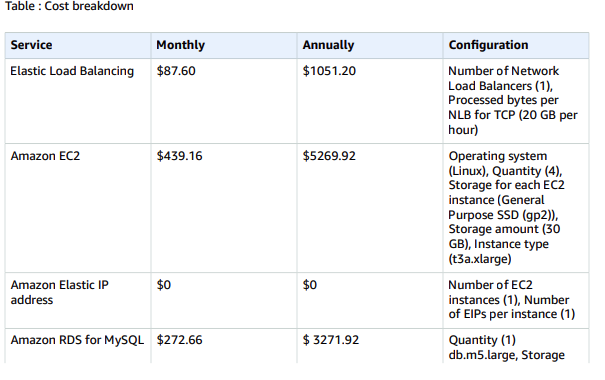 Table : Cost breakdown
Service Monthly Annually Configuration
Elastic Load Balancing $87.60 $1051.20 Number of Network
Load Balancers (1),
Processed bytes per
NLB for TCP (20 GB per
hour)
Amazon EC2 $439.16 $5269.92 Operating system
(Linux), Quantity (4),
Storage for each EC2
instance (General
Purpose SSD (gp2)),
Storage amount (30
GB), Instance type
(t3a.xlarge)
Amazon Elastic IP $0 $0 Number of EC2
address instances (1), Number
of EIPs per instance (1)
Amazon RDS for MySQL $272.66 $ 3271.92 Quantity (1)
db.m5.large, Storage